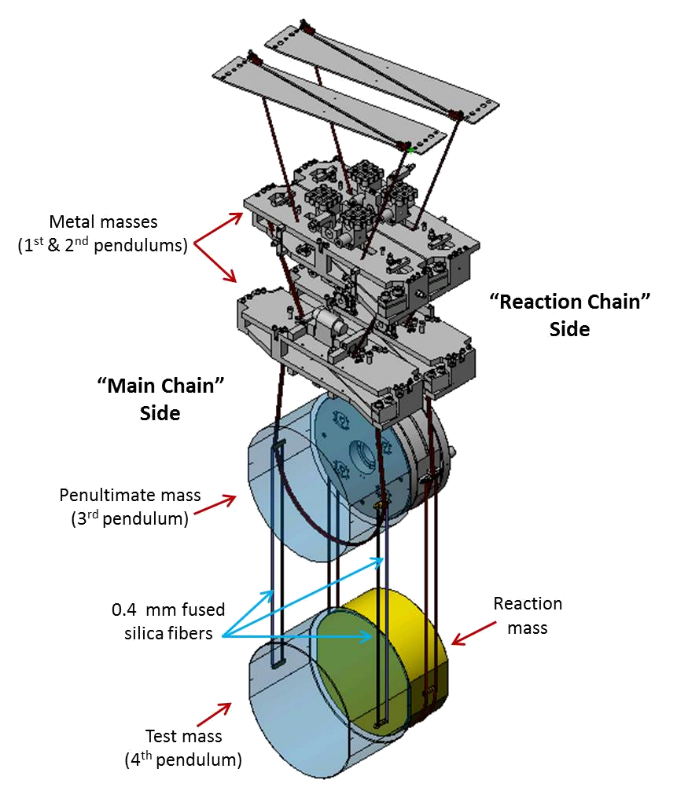 Metal masses
(1st & 2nd pendulums)
“Reaction Chain”
Side
“Main Chain”
Side
Penultimate mass
(3rd pendulum)
0.4 mm fused
silica fibers
Reaction
mass
Test mass
(4th pendulum)